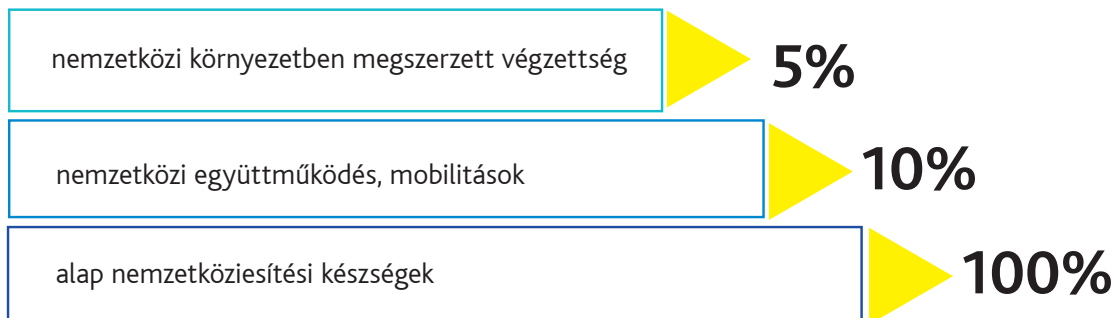 nemzetközi környezetben megszerzett végzettség
5%
nemzetközi együttműködés, mobilitások
10%
alap nemzetköziesítési készségek
100%